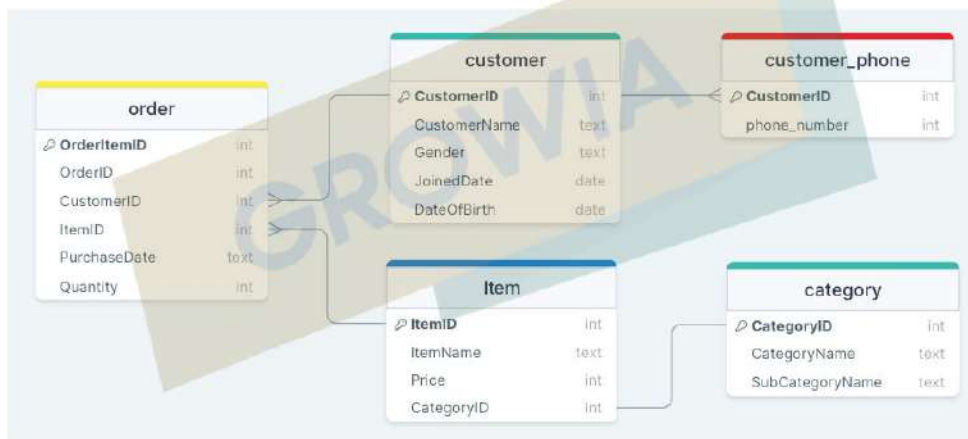 order
OrderItemID int
OrderID int
CustomerID int
ItemID int
PurchaseDate text
Quantity int
customer
CustomerID int
CustomerName text
Gender text
JoinedDate date
DateOfBirth date
customer_phone
CustomerID int
phone_number int
Item
ItemID int
ItemName text
Price int
CategoryID int
category
CategoryID int
CategoryName text
SubCategoryName text
GROWIA